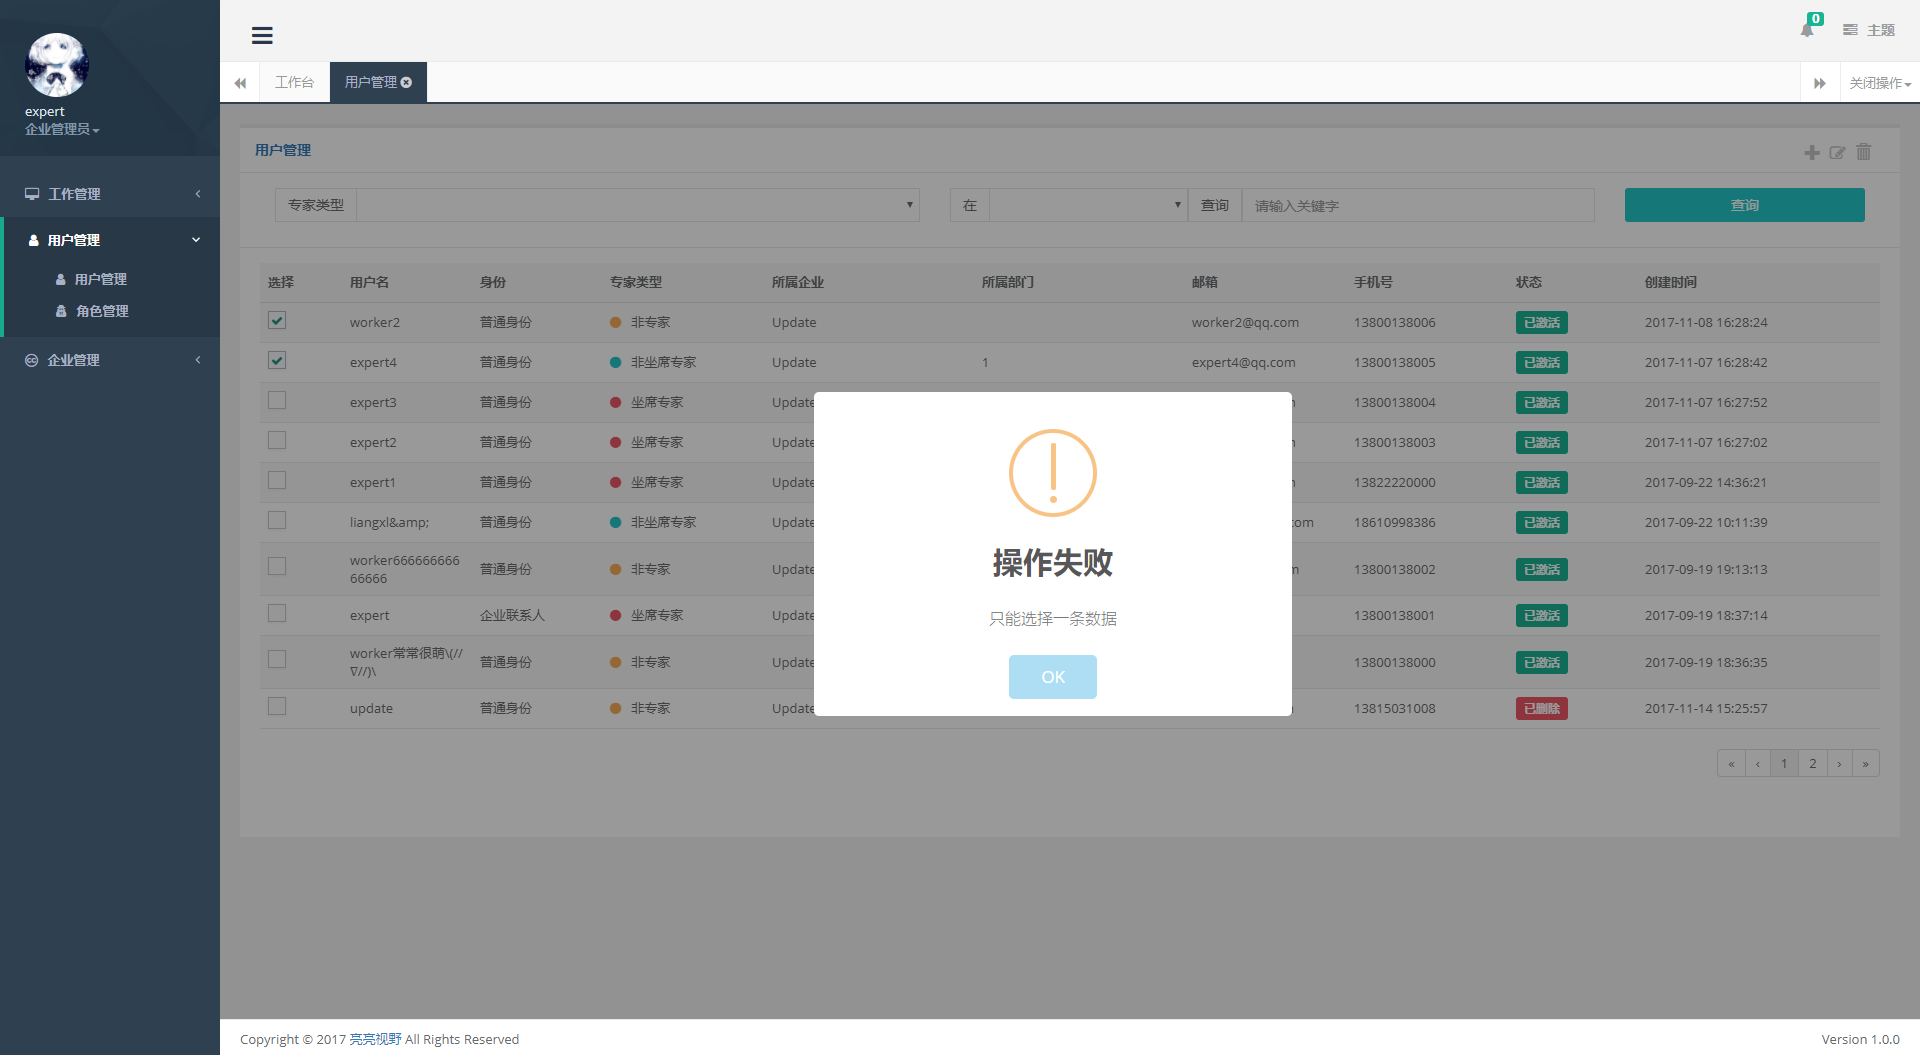 expert
企业管理员
工作管理
用户管理
用户管理
角色管理
企业管理
0
主题
工作台
用户管理
关闭操作
用户管理
专家类型
在
查询
请输入关键字
查询
选择 用户名 身份 专家类型 所属企业 所属部门 邮箱 手机号 状态 创建时间
worker2 普通身份 非专家 Update worker2@qq.com 13800138006 已激活 2017-11-08 16:28:24
expert4 普通身份 非坐席专家 Update 1 expert4@qq.com 13800138005 已激活 2017-11-07 16:28:42
expert3 普通身份 坐席专家 Update 13800138004 已激活 2017-11-07 16:27:52
expert2 普通身份 坐席专家 Update 13800138003 已激活 2017-11-07 16:27:02
expert1 普通身份 坐席专家 Update 13822220000 已激活 2017-09-22 14:36:21
liangxl&amp; 普通身份 非坐席专家 Update com 18610998386 已激活 2017-09-22 10:11:39
worker666666666
66666 普通身份 非专家 Update 13800138002 已激活 2017-09-19 19:13:13
expert 企业联系人 坐席专家 Update 13800138001 已激活 2017-09-19 18:37:14
worker常常很萌\(//
∇//)\ 普通身份 非专家 Update 13800138000 已激活 2017-09-19 18:36:35
update 普通身份 非专家 Update 13815031008 已删除 2017-11-14 15:25:57
操作失败
只能选择一条数据
OK
« ‹ 1 2 › »
Copyright © 2017 亮亮视野 All Rights Reserved
Version 1.0.0